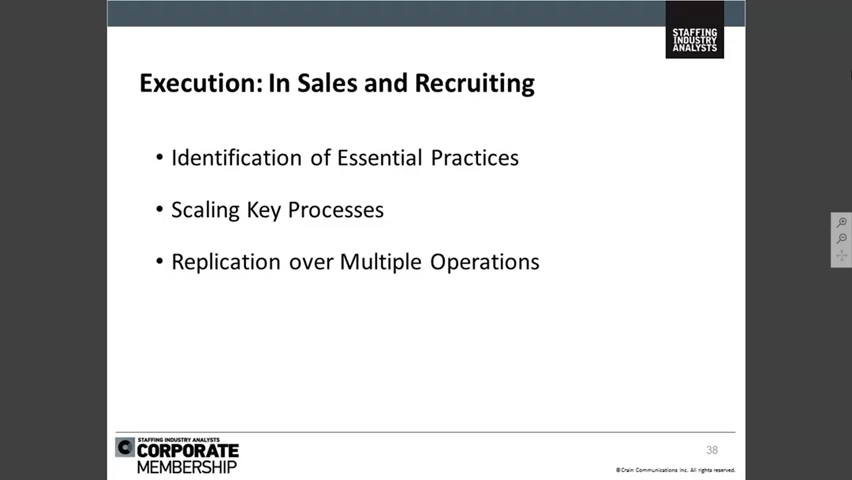 STAFFING
INDUSTRY
ANALYSTS
Execution: In Sales and Recruiting
• Identification of Essential Practices
• Scaling Key Processes
• Replication over Multiple Operations
C
STAFFING INDUSTRY ANALYSTS
CORPORATE
MEMBERSHIP
38
©Crain Communications Inc. All rights reserved.